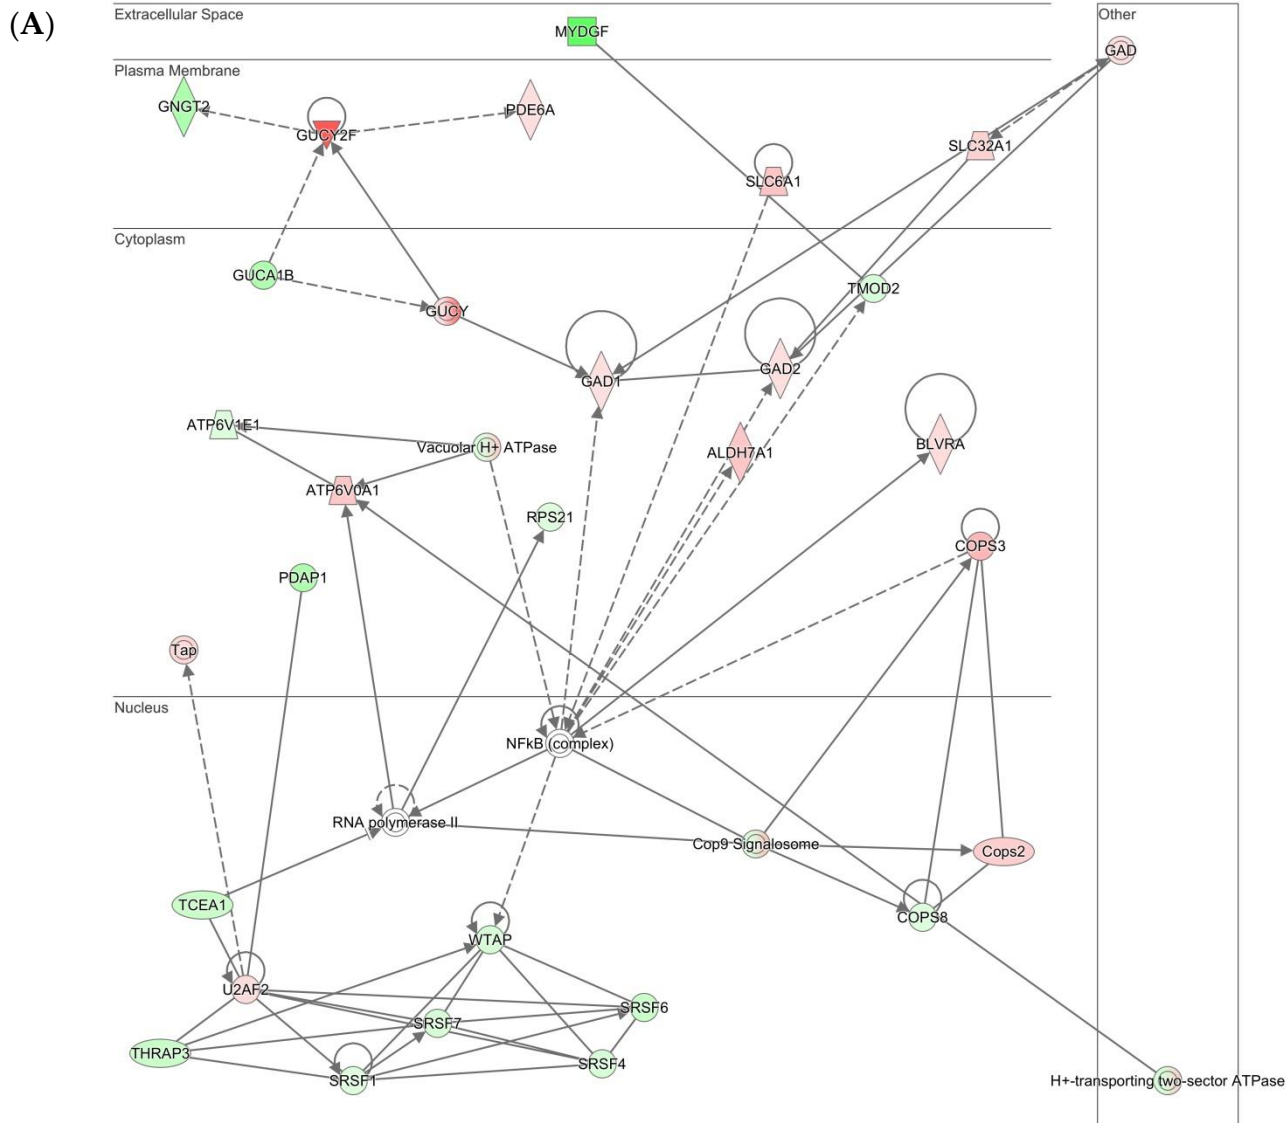 (A)
Extracellular Space
Other
MYDGF
GAD
Plasma Membrane
GNGT2
PDE6A
GUCY2F
SLC32A1
SLC6A1
Cytoplasm
GUCA1B
TMOD2
GUCY
GAD1
GAD2
ATP6V1E1
Vacuolar H+ ATPase
ALDH7A1
BLVRA
ATP6V0A1
RPS21
COPS3
PDAP1
Tap
Nucleus
NFkB (complex)
RNA polymerase II
Cop9 Signalosome
Cops2
TCEA1
COPS8
WTAP
U2AF2
SRSF6
SRSF7
THRAP3
SRSF4
SRSF1
H+-transporting two-sector ATPase